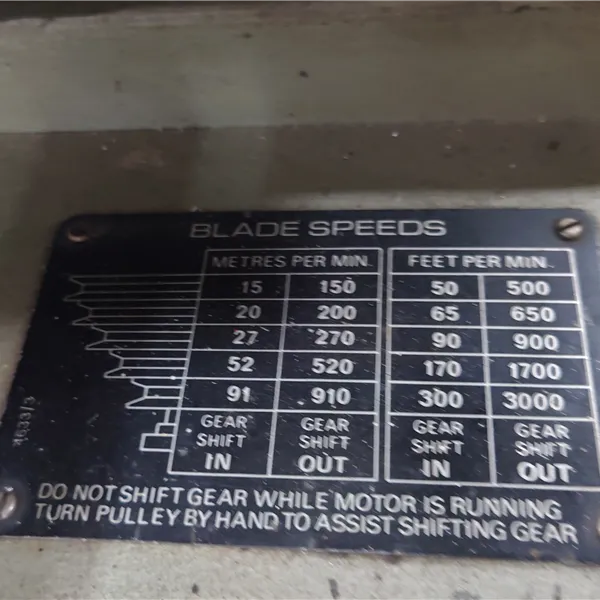 BLADE SPEEDS
METRES PER MIN. FEET PER MIN.
15 150 50 500
20 200 65 650
27 270 90 900
52 520 170 1700
91 910 300 3000
GEAR GEAR GEAR GEAR
SHIFT SHIFT SHIFT SHIFT
IN OUT IN OUT
DO NOT SHIFT GEAR WHILE MOTOR IS RUNNING
TURN PULLEY BY HAND TO ASSIST SHIFTING GEAR